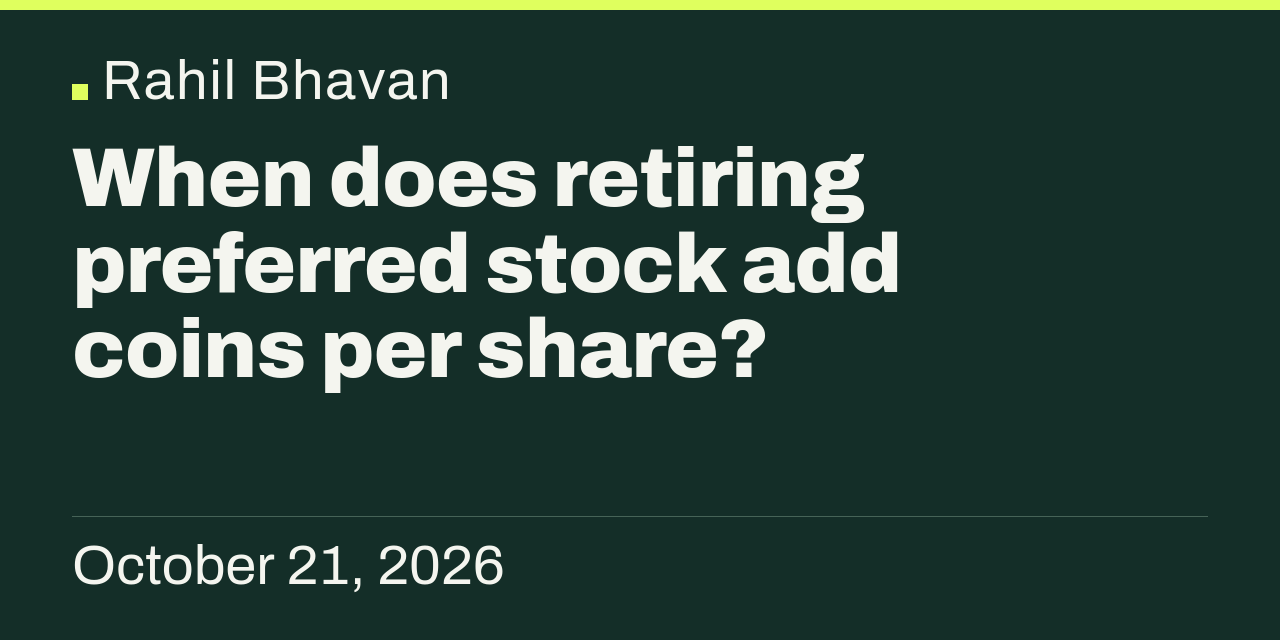 Rahil Bhavan
When does retiring
preferred stock add
coins per share?
October 21, 2026